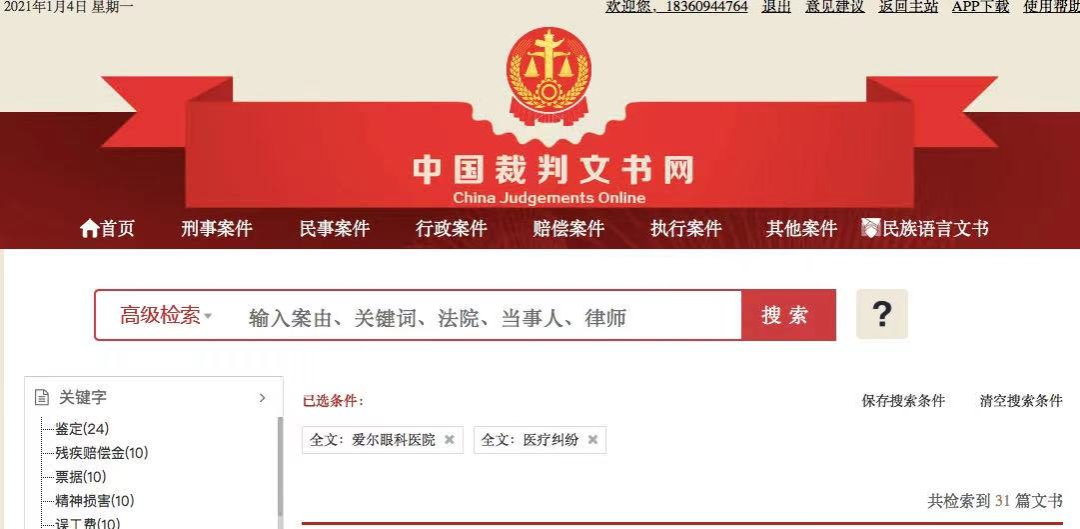 2021年1月4日 星期一
欢迎您，18360944764 退出 意见建议 返回主站 APP下载 使用帮助
中国裁判文书网
China Judgements Online
首页 刑事案件 民事案件 行政案件 赔偿案件 执行案件 其他案件 民族语言文书
高级检索 输入案由、关键词、法院、当事人、律师 搜索 ?
关键字
鉴定(24)
残疾赔偿金(10)
票据(10)
精神损害(10)
误工费(10)
已选条件： 保存搜索条件 清空搜索条件
全文：爱尔眼科医院 × 全文：医疗纠纷 ×
共检索到 31 篇文书